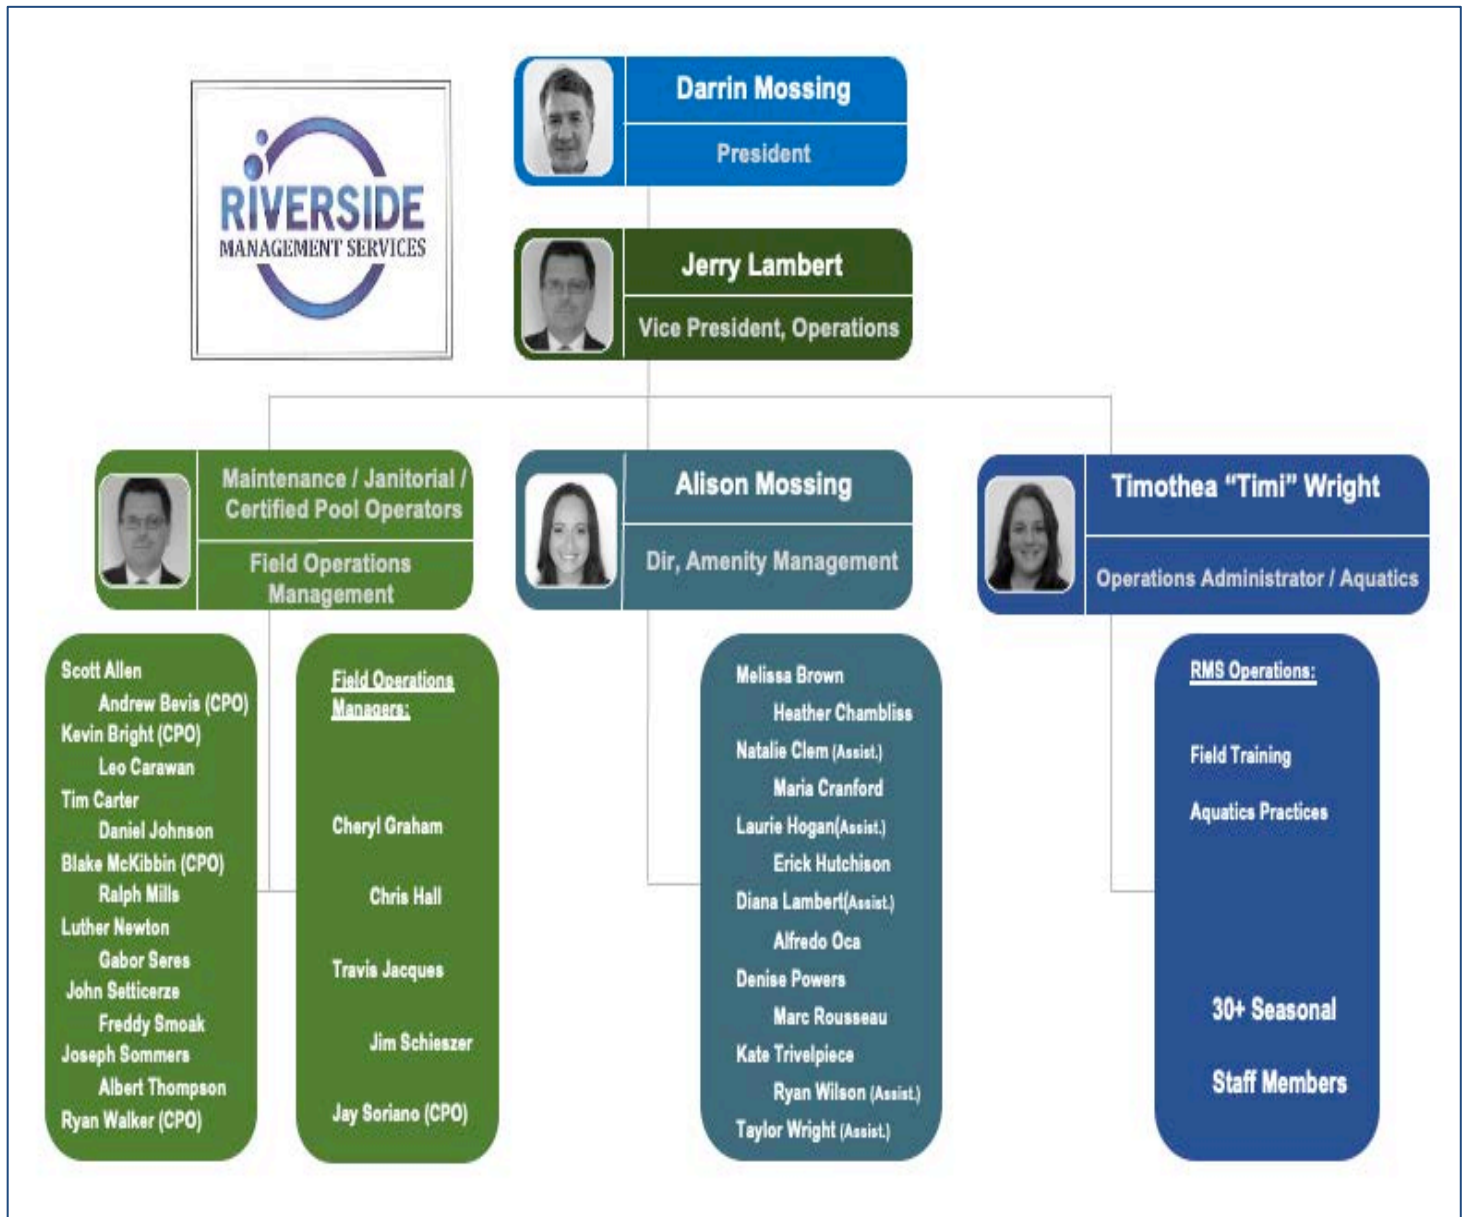 RIVERSIDE
MANAGEMENT SERVICES
Darrin Mossing
President
Jerry Lambert
Vice President, Operations
Maintenance / Janitorial /
Certified Pool Operators
Field Operations
Management
Alison Mossing
Dir, Amenity Management
Timothea “Timi” Wright
Operations Administrator / Aquatics
Scott Allen
Andrew Bevis (CPO)
Kevin Bright (CPO)
Leo Carawan
Tim Carter
Daniel Johnson
Blake McKibbin (CPO)
Ralph Mills
Luther Newton
Gabor Seres
John Setticerze
Freddy Smoak
Joseph Sommers
Albert Thompson
Ryan Walker (CPO)
Field Operations
Managers:
Cheryl Graham
Chris Hall
Travis Jacques
Jim Schieszer
Jay Soriano (CPO)
Melissa Brown
Heather Chambliss
Natalie Clem (Assist.)
Maria Cranford
Laurie Hogan(Assist.)
Erick Hutchison
Diana Lambert(Assist.)
Alfredo Oca
Denise Powers
Marc Rousseau
Kate Trivelpiece
Ryan Wilson (Assist.)
Taylor Wright (Assist.)
RMS Operations:
Field Training
Aquatics Practices
30+ Seasonal
Staff Members